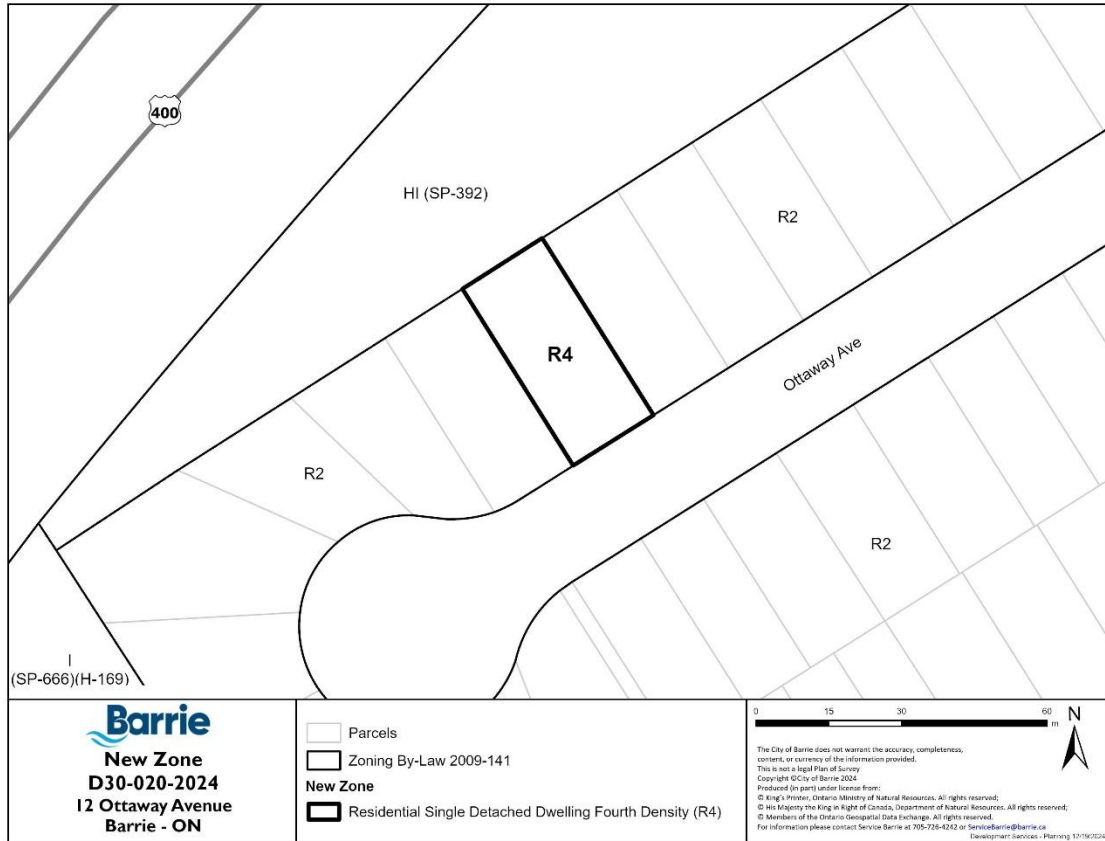 400
HI (SP-392)
R2
R4
Ottaway Ave
R2
R2
I
(SP-666)(H-169)
Barrie
New Zone
D30-020-2024
12 Ottaway Avenue
Barrie - ON
Parcels
Zoning By-Law 2009-141
New Zone
Residential Single Detached Dwelling Fourth Density (R4)
0 15 30 60
m
N
The City of Barrie does not warrant the accuracy, completeness,
content, or currency of the information provided.
This is not a legal Plan of Survey
Copyright ©City of Barrie 2024
Produced (in part) under license from:
© King's Printer, Ontario Ministry of Natural Resources. All rights reserved;
© His Majesty the King in Right of Canada, Department of Natural Resources. All rights reserved;
© Members of the Ontario Geospatial Data Exchange. All rights reserved.
For information please contact Service Barrie at 705-726-4242 or ServiceBarrie@barrie.ca
Development Services - Planning 12/19/2024